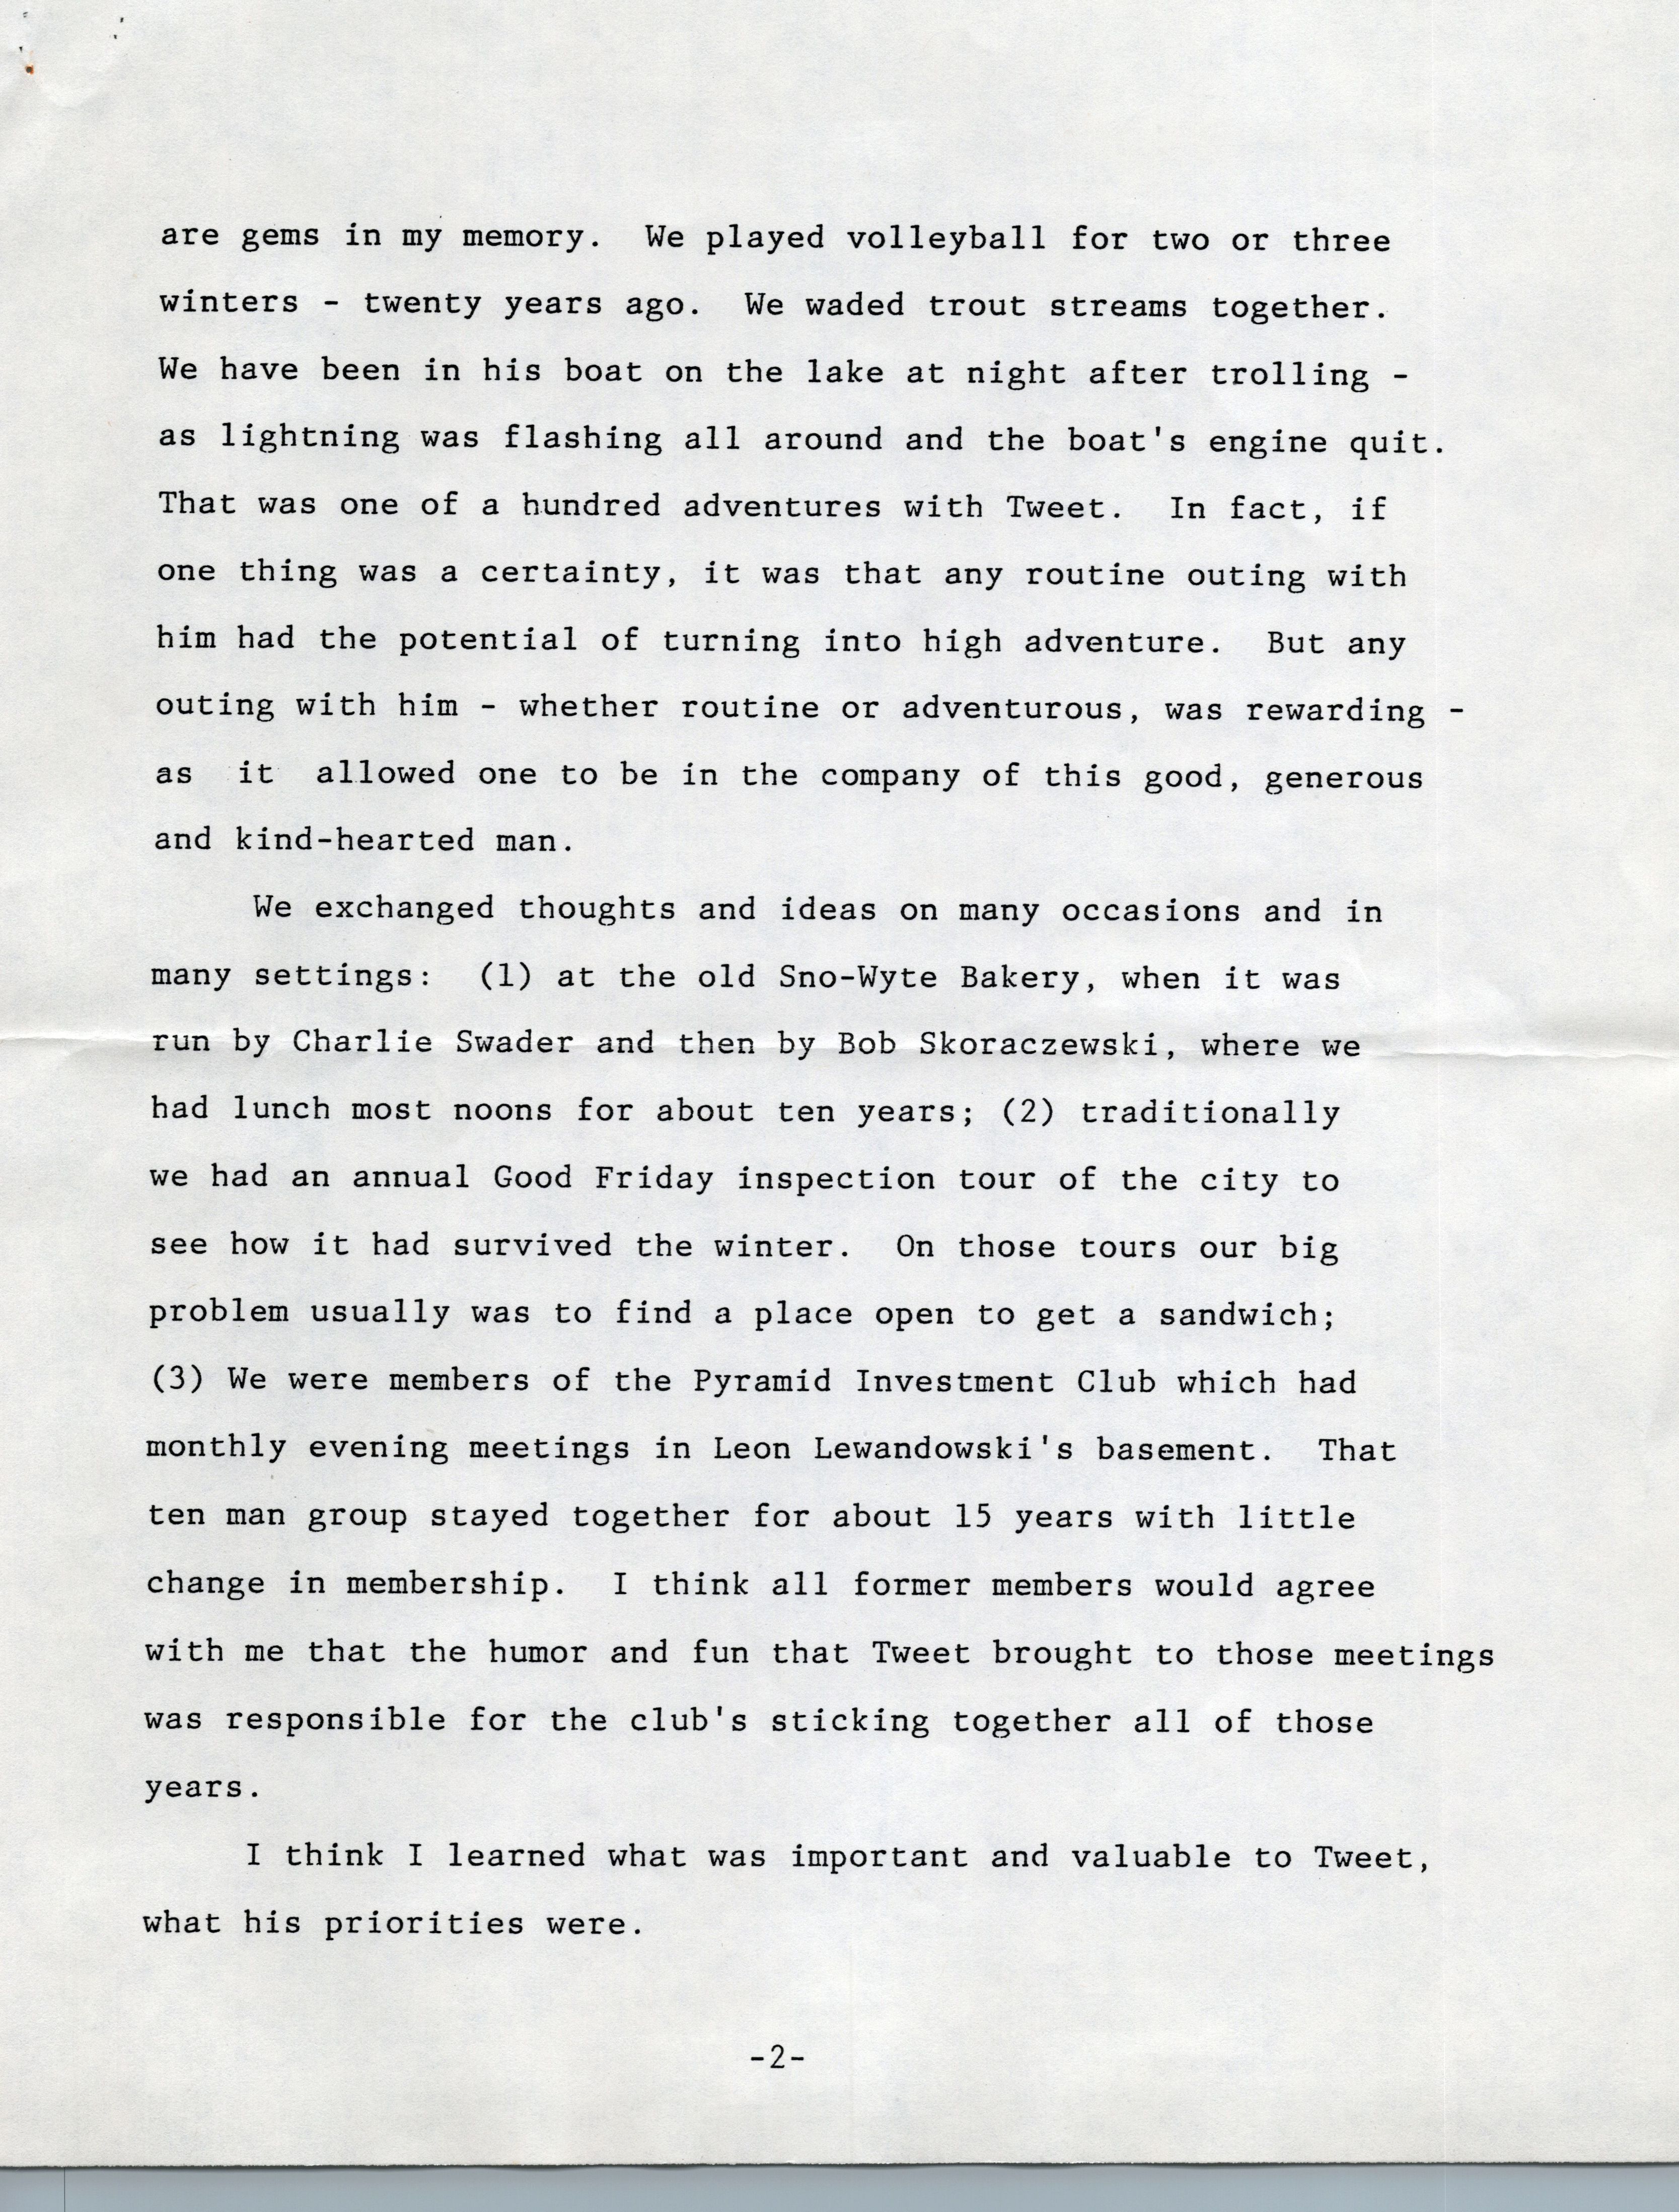 are gems in my memory.  We played volleyball for two or three
winters - twenty years ago.  We waded trout streams together.
We have been in his boat on the lake at night after trolling -
as lightning was flashing all around and the boat's engine quit.
That was one of a hundred adventures with Tweet.  In fact, if
one thing was a certainty, it was that any routine outing with
him had the potential of turning into high adventure.  But any
outing with him - whether routine or adventurous, was rewarding -
as  it  allowed one to be in the company of this good, generous
and kind-hearted man.
We exchanged thoughts and ideas on many occasions and in
many settings:  (1) at the old Sno-Wyte Bakery, when it was
run by Charlie Swader and then by Bob Skoraczewski, where we
had lunch most noons for about ten years; (2) traditionally
we had an annual Good Friday inspection tour of the city to
see how it had survived the winter.  On those tours our big
problem usually was to find a place open to get a sandwich;
(3) We were members of the Pyramid Investment Club which had
monthly evening meetings in Leon Lewandowski's basement.  That
ten man group stayed together for about 15 years with little
change in membership.  I think all former members would agree
with me that the humor and fun that Tweet brought to those meetings
was responsible for the club's sticking together all of those
years.
I think I learned what was important and valuable to Tweet,
what his priorities were.
-2-